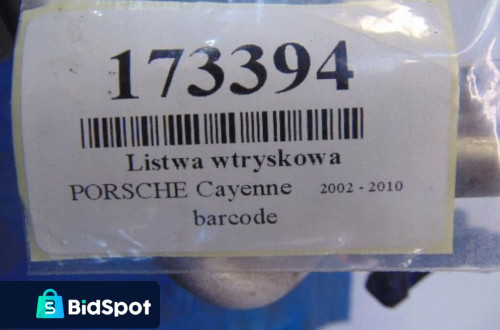 173394
Listwa wtryskowa
PORSCHE Cayenne 2002 - 2010
barcode
BidSpot